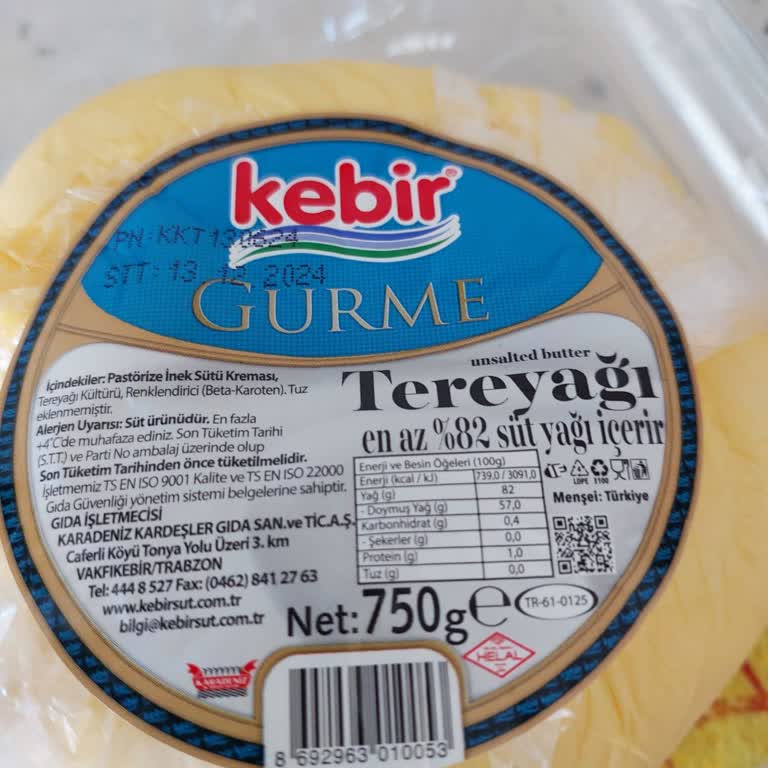 kebir
PN:KKT130624
STT: 13.12.2024
GURME
unsalted butter
Tereyağı
en az %82 süt yağı içerir
İçindekiler: Pastörize İnek Sütü Kreması,
Tereyağı Kültürü, Renklendirici (Beta-Karoten). Tuz
eklenmemiştir.
Alerjen Uyarısı: Süt ürünüdür. En fazla
+4°C'de muhafaza ediniz. Son Tüketim Tarihi
(S.T.T.) ve Parti No ambalaj üzerinde olup
Son Tüketim Tarihinden önce tüketilmelidir.
İşletmemiz TS EN ISO 9001 Kalite ve TS EN ISO 22000
Gıda Güvenliği yönetim sistemi belgelerine sahiptir.
GIDA İŞLETMECİSİ
KARADENİZ KARDEŞLER GIDA SAN.ve TİC.A.Ş.
Caferli Köyü Tonya Yolu Üzeri 3. km
VAKFIKEBİR/TRABZON
Tel: 444 8 527 Fax: (0462) 841 27 63
www.kebirsut.com.tr
bilgi@kebirsut.com.tr
Enerji ve Besin Öğeleri (100g)
Enerji (kcal / kJ) 739,0 / 3091,0
Yağ (g) 82
- Doymuş Yağ (g) 57,0
Karbonhidrat (g) 0,4
- Şekerler (g) 0,0
Protein (g) 1,0
Tuz (g) 0,0
LDPE
Menşei: Türkiye
Net:750g e
TR-61-0125
HELAL
KARADENİZ
8 692963 010053